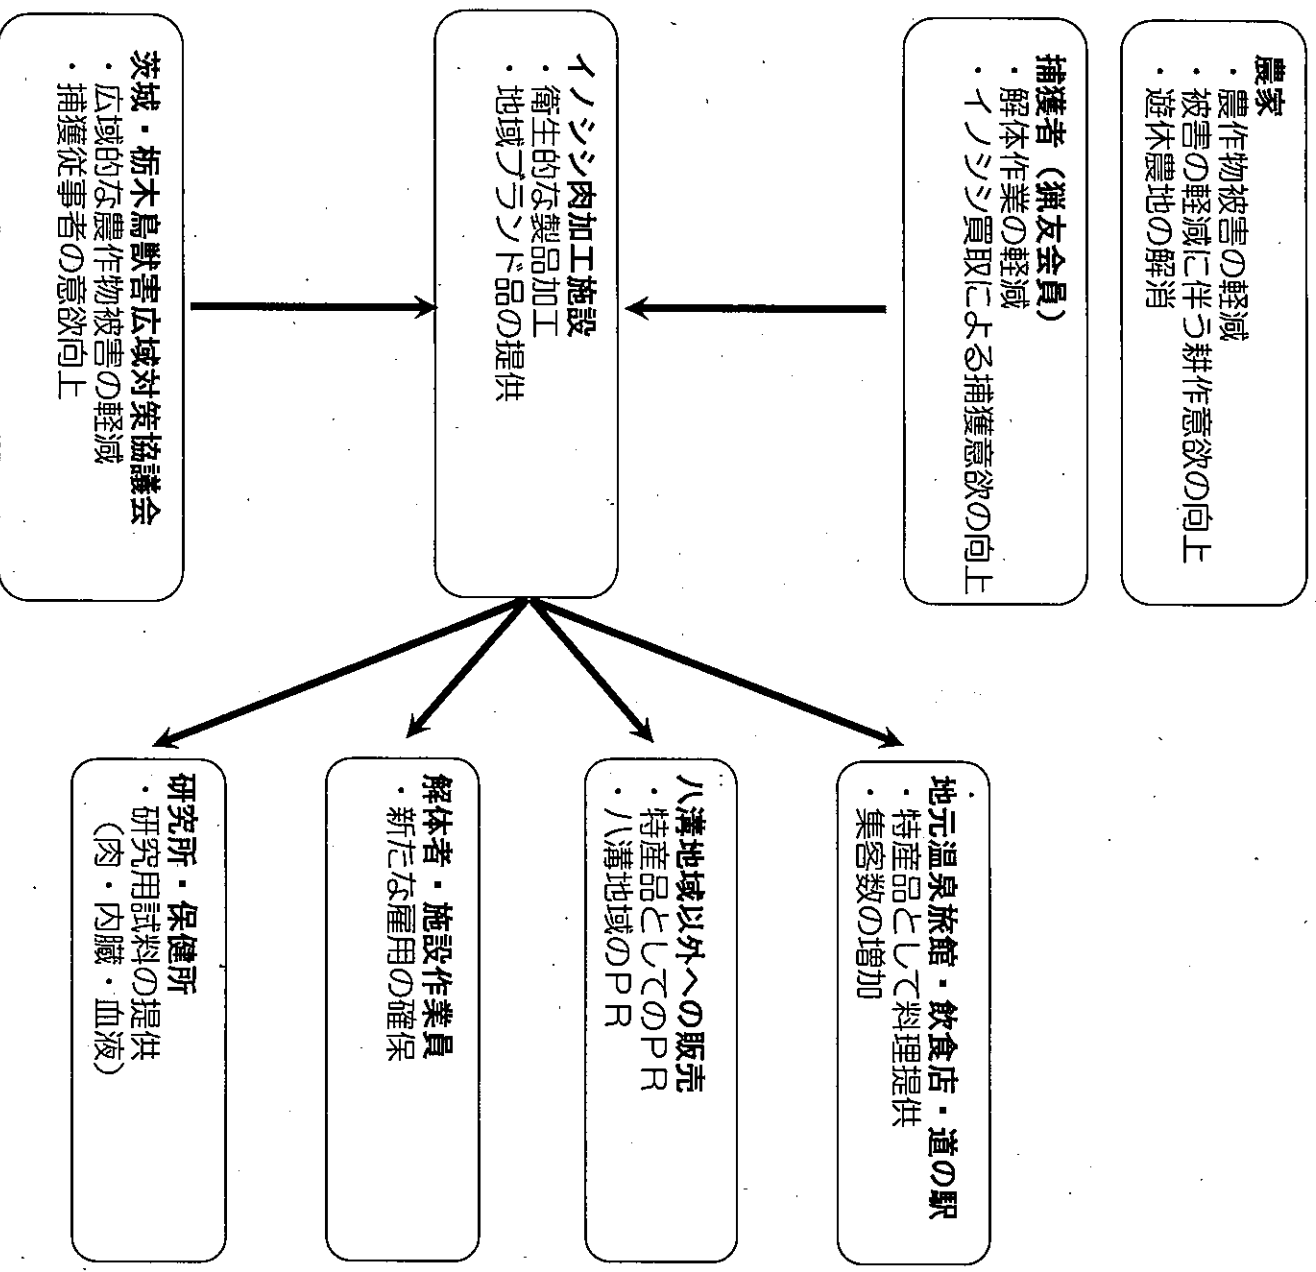 農家
・農作物被害の軽減
・被害の軽減に伴う耕作意欲の向上
・遊休農地の解消
捕獲者（猟友会員）
・解体作業の軽減
・イノシシ買取による捕獲意欲の向上
イノシシ肉加工施設
・衛生的な製品加工
・地域ブランド品の提供
茨城・栃木鳥獣害広域対策協議会
・広域的な農作物被害の軽減
・捕獲従事者の意欲向上
地元温泉旅館・飲食店・道の駅
・特産品として料理提供
・集客数の増加
八溝地域以外への販売
・特産品としてのＰＲ
・八溝地域のＰＲ
解体者・施設作業員
・新たな雇用の確保
研究所・保健所
・研究用試料の提供
（肉・内臓・血液）